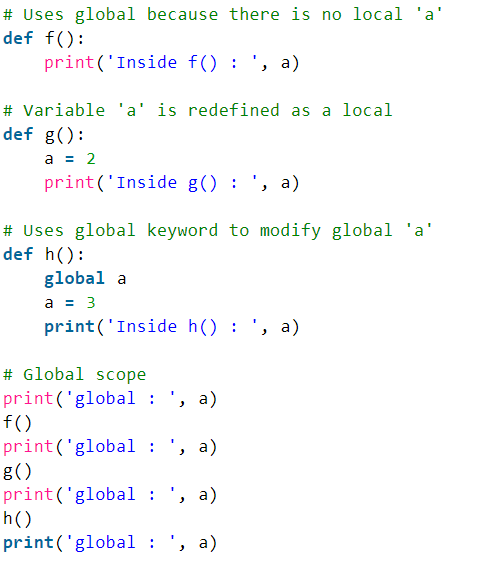 # Uses global because there is no local 'a'
def f():
    print('Inside f() : ', a)

# Variable 'a' is redefined as a local
def g():
    a = 2
    print('Inside g() : ', a)

# Uses global keyword to modify global 'a'
def h():
    global a
    a = 3
    print('Inside h() : ', a)

# Global scope
print('global : ', a)
f()
print('global : ', a)
g()
print('global : ', a)
h()
print('global : ', a)